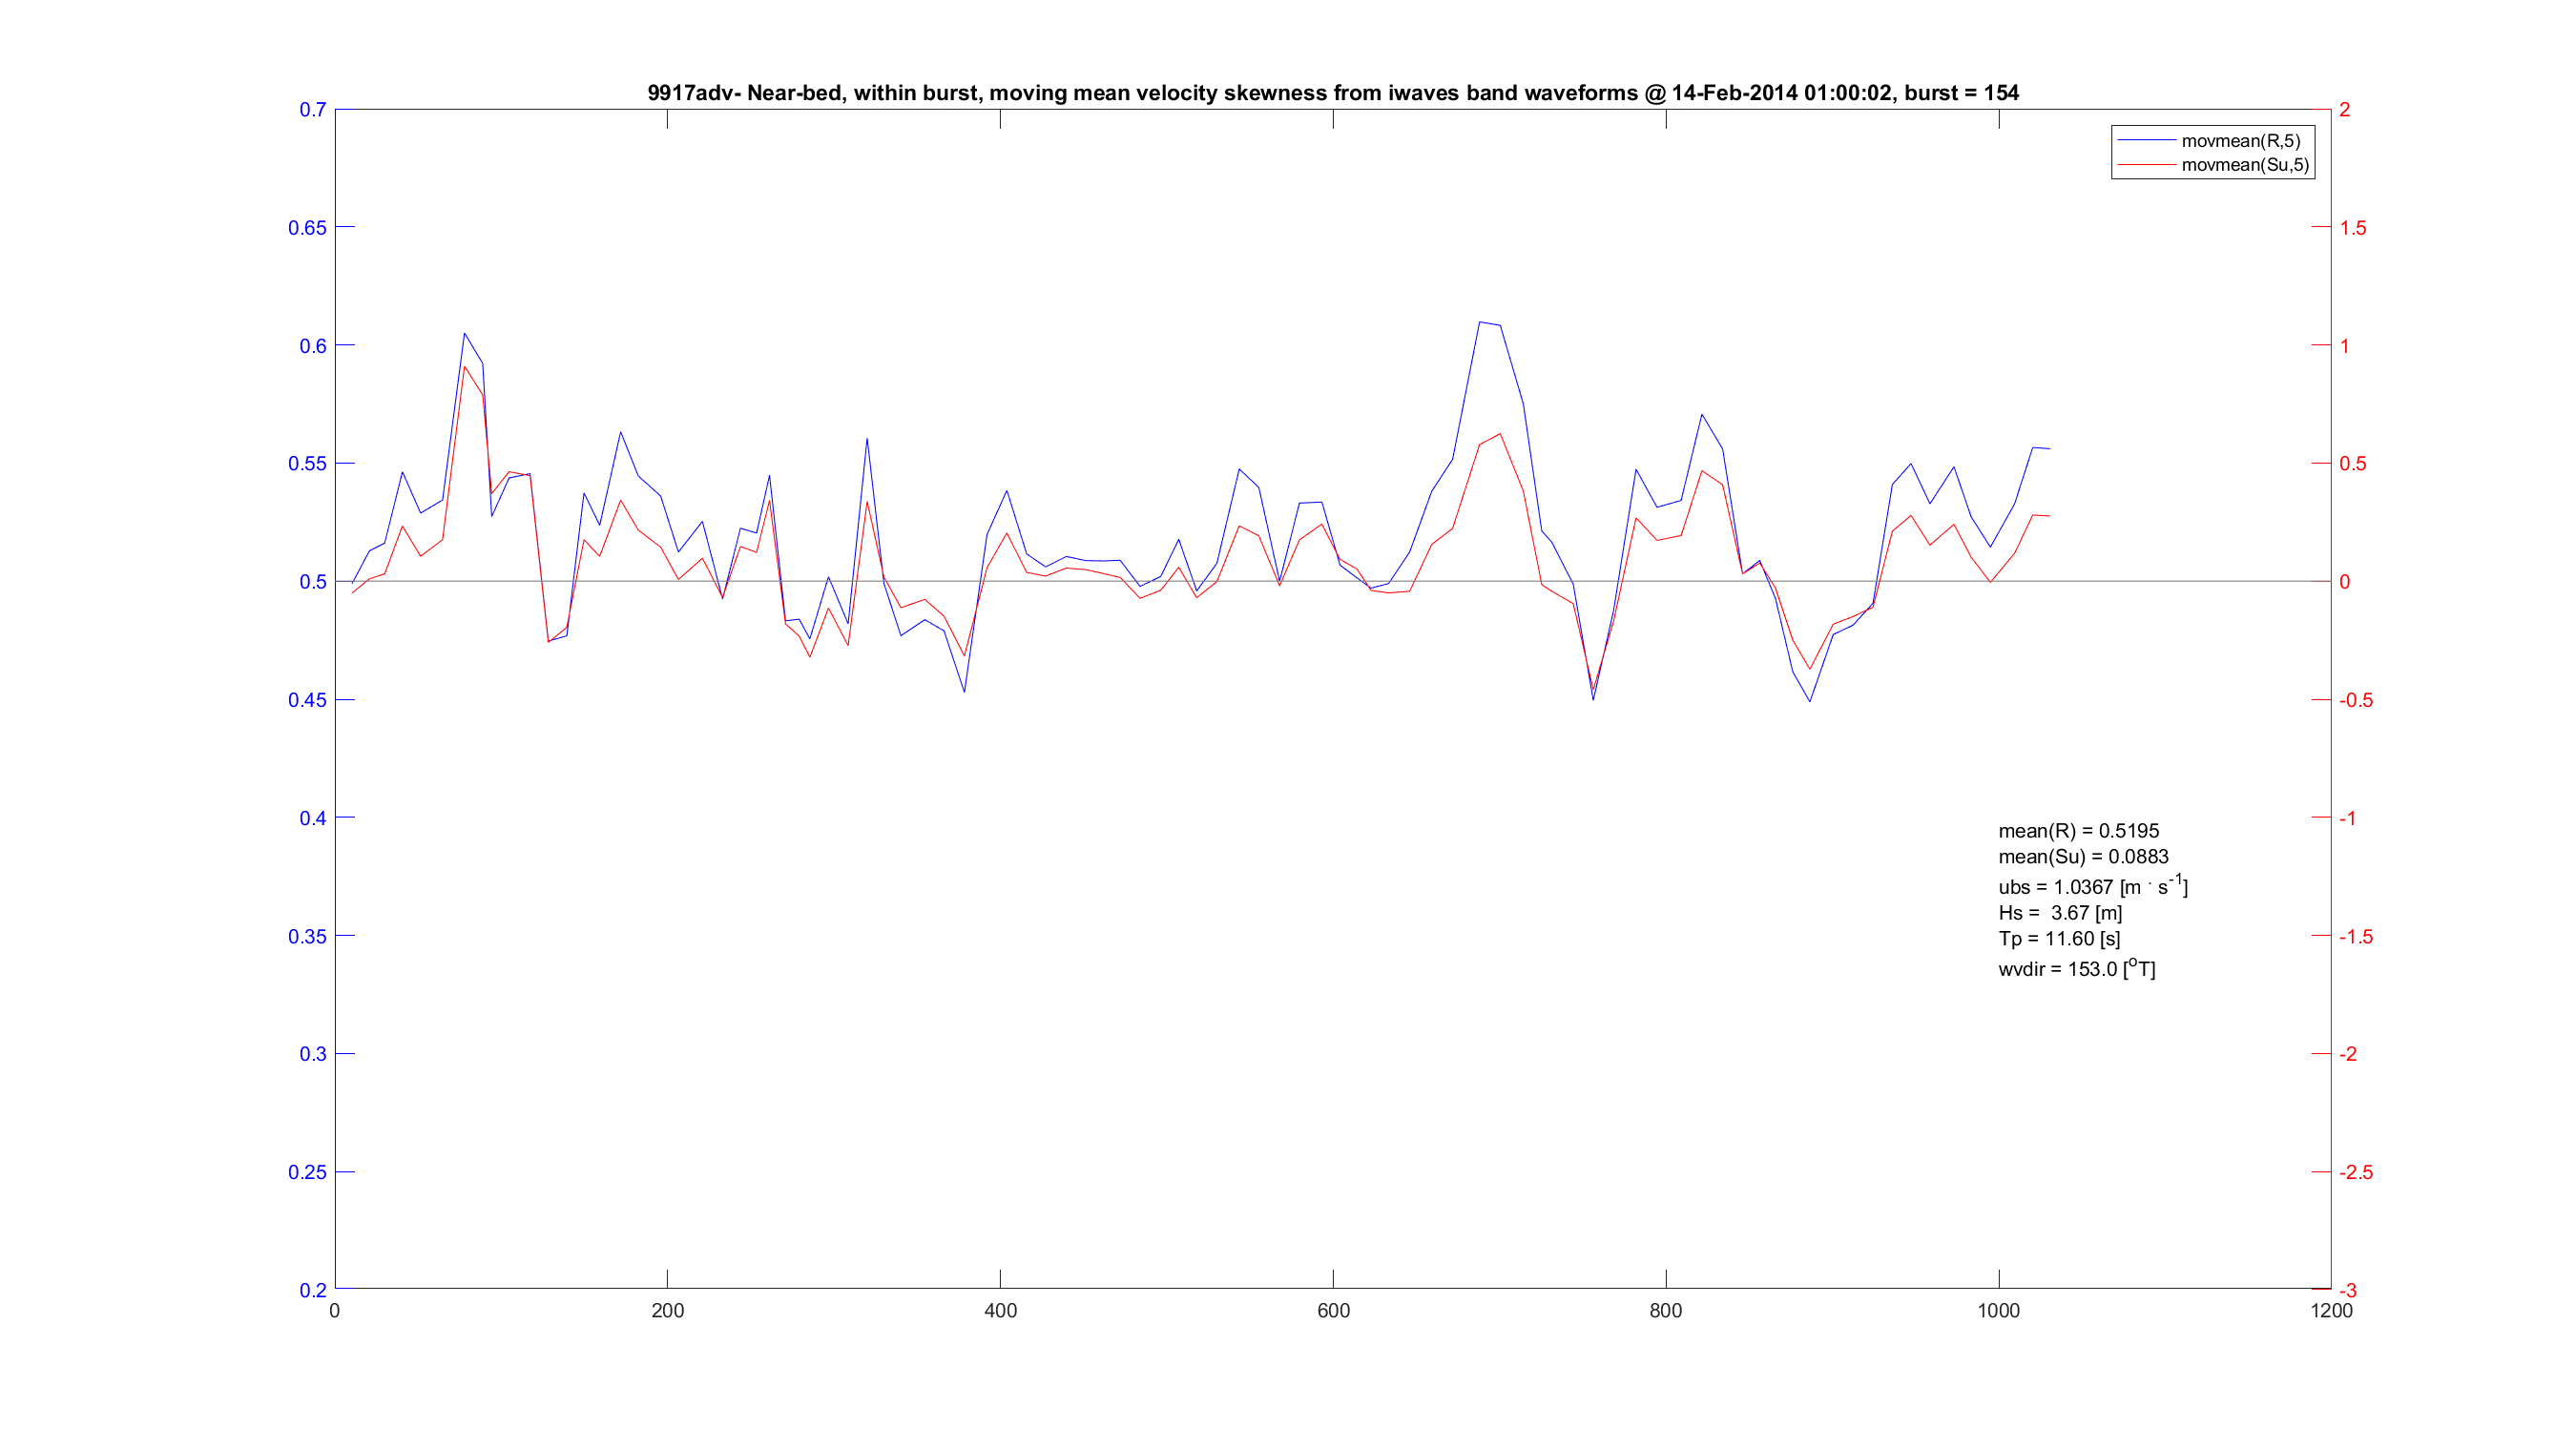 9917adv- Near-bed, within burst, moving mean velocity skewness from iwaves band waveforms @ 14-Feb-2014 01:00:02, burst = 154
0.7
0.65
0.6
0.55
0.5
0.45
0.4
0.35
0.3
0.25
0.2
2
1.5
1
0.5
0
-0.5
-1
-1.5
-2
-2.5
-3
movmean(R,5)
movmean(Su,5)
mean(R) = 0.5195
mean(Su) = 0.0883
ubs = 1.0367 [m · s⁻¹]
Hs =  3.67 [m]
Tp = 11.60 [s]
wvdir = 153.0 [ᵒT]
0 200 400 600 800 1000 1200